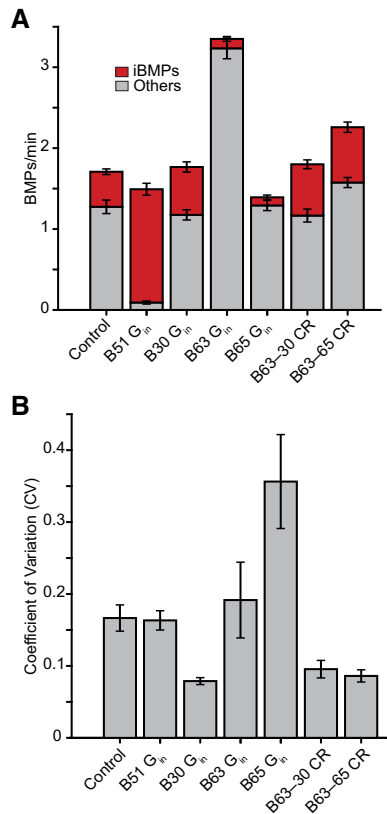 A
3
2
1
0
BMPs/min
iBMPs
Others
Control
B51 Gin
B30 Gin
B63 Gin
B65 Gin
B63–30 CR
B63–65 CR
B
0.4
0.3
0.2
0.1
0
Coefficient of Variation (CV)
Control
B51 Gin
B30 Gin
B63 Gin
B65 Gin
B63–30 CR
B63–65 CR